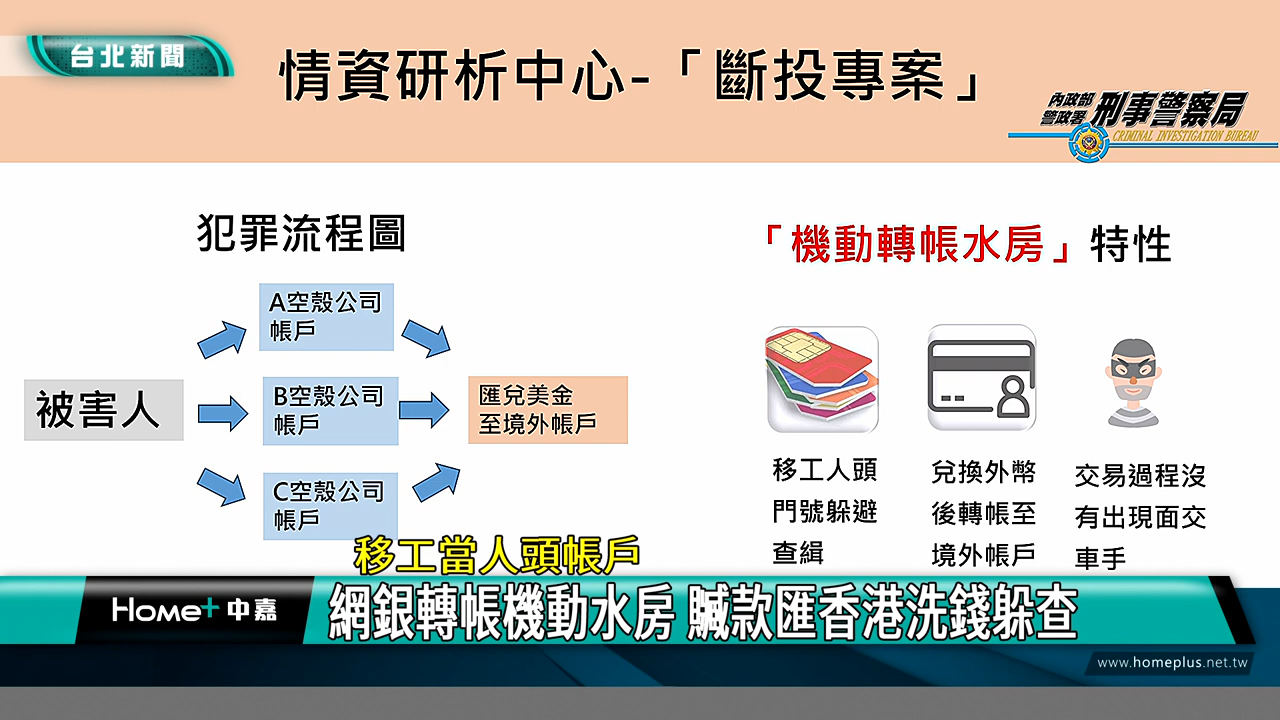 台北新聞
情資研析中心-「斷投專案」
內政部
警政署
刑事警察局
CRIMINAL INVESTIGATION BUREAU
犯罪流程圖
被害人
A空殼公司
帳戶
B空殼公司
帳戶
C空殼公司
帳戶
匯兌美金
至境外帳戶
「機動轉帳水房」特性
移工人頭
門號躲避
查緝
兌換外幣
後轉帳至
境外帳戶
交易過程沒
有出現面交
車手
移工當人頭帳戶
Home+中嘉
網銀轉帳機動水房 贓款匯香港洗錢躲查
www.homeplus.net.tw